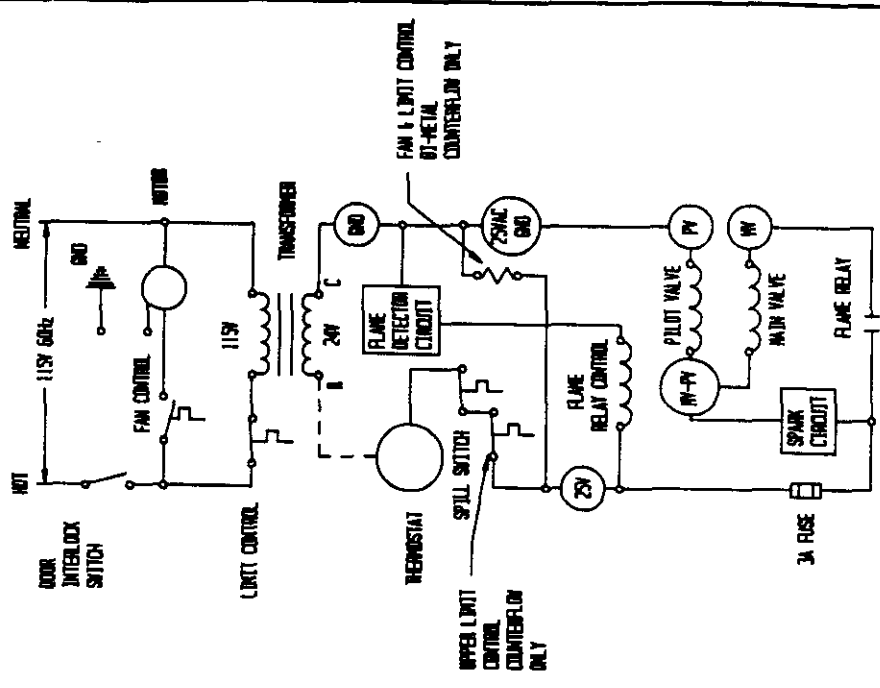 HOT
115V 60Hz
NEUTRAL
GND
DOOR
INTERLOCK
SWITCH
FAN CONTROL
MOTOR
LIMIT CONTROL
115V
TRANSFORMER
24V
R
C
GND
THERMOSTAT
FLAME
DETECTOR
CIRCUIT
FAN & LIMIT CONTROL
BI-METAL
COUNTERFLOW ONLY
SPILL SWITCH
UPPER LIMIT
CONTROL
COUNTERFLOW
ONLY
25V
25VAC
GND
FLAME
RELAY CONTROL
PILOT VALVE
PV
MV-PV
MV
MAIN VALVE
SPARK
CIRCUIT
3A FUSE
FLAME RELAY